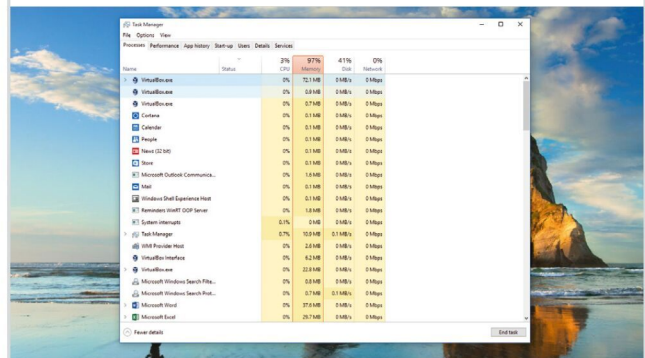 Task Manager
File Options View
Processes Performance App history Start-up Users Details Services
3% 97% 41% 0%
Name Status CPU Memory Disk Network
VirtualBox.exe 0% 72.1 MB 0 MB/s 0 Mbps
VirtualBox.exe 0% 0.9 MB 0 MB/s 0 Mbps
VirtualBox.exe 0% 0.7 MB 0 MB/s 0 Mbps
Cortana 0% 0.1 MB 0 MB/s 0 Mbps
Calendar 0% 0.1 MB 0 MB/s 0 Mbps
People 0% 0.1 MB 0 MB/s 0 Mbps
News (32 bit) 0% 0.1 MB 0 MB/s 0 Mbps
Store 0% 0.1 MB 0 MB/s 0 Mbps
Microsoft Outlook Communica... 0% 1.6 MB 0 MB/s 0 Mbps
Mail 0% 0.1 MB 0 MB/s 0 Mbps
Windows Shell Experience Host 0% 0.1 MB 0 MB/s 0 Mbps
Reminders WinRT OOP Server 0% 1.8 MB 0 MB/s 0 Mbps
System interrupts 0.1% 0 MB 0 MB/s 0 Mbps
Task Manager 0.7% 10.9 MB 0.1 MB/s 0 Mbps
WMI Provider Host 0% 2.8 MB 0 MB/s 0 Mbps
VirtualBox Interface 0% 6.2 MB 0 MB/s 0 Mbps
VirtualBox.exe 0% 22.8 MB 0 MB/s 0 Mbps
Microsoft Windows Search Filte... 0% 0.8 MB 0 MB/s 0 Mbps
Microsoft Windows Search Prot... 0% 0.7 MB 0.1 MB/s 0 Mbps
Microsoft Word 0% 37.6 MB 0 MB/s 0 Mbps
Microsoft Excel 0% 29.7 MB 0 MB/s 0 Mbps
Fewer details End task